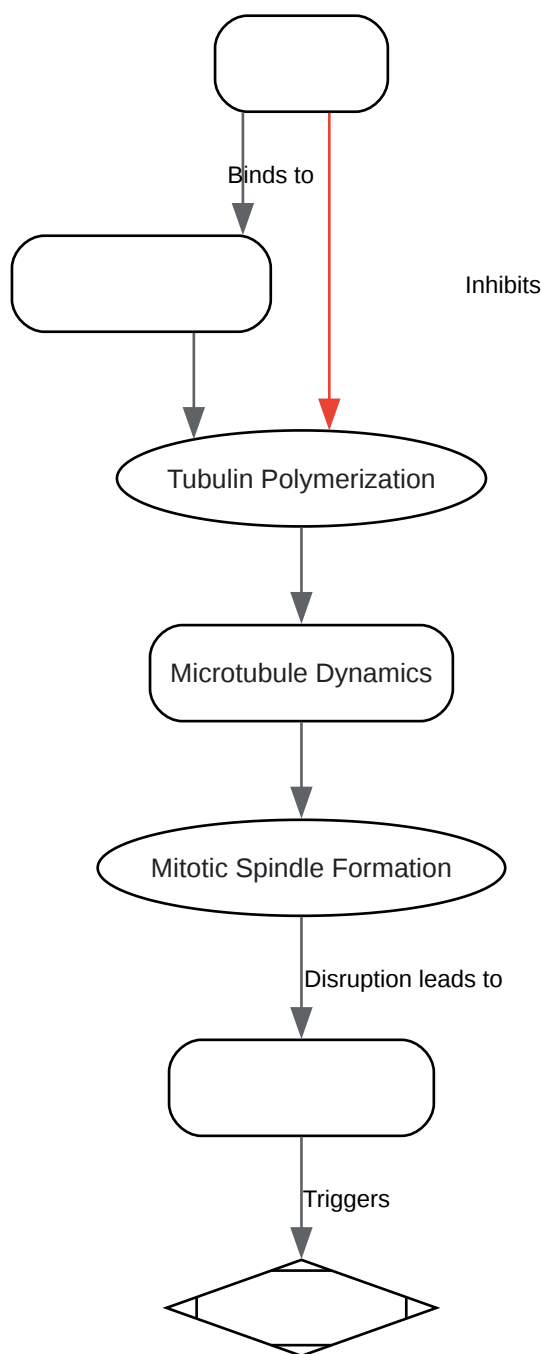 Binds to
Inhibits
Tubulin Polymerization
Microtubule Dynamics
Mitotic Spindle Formation
Disruption leads to
Triggers